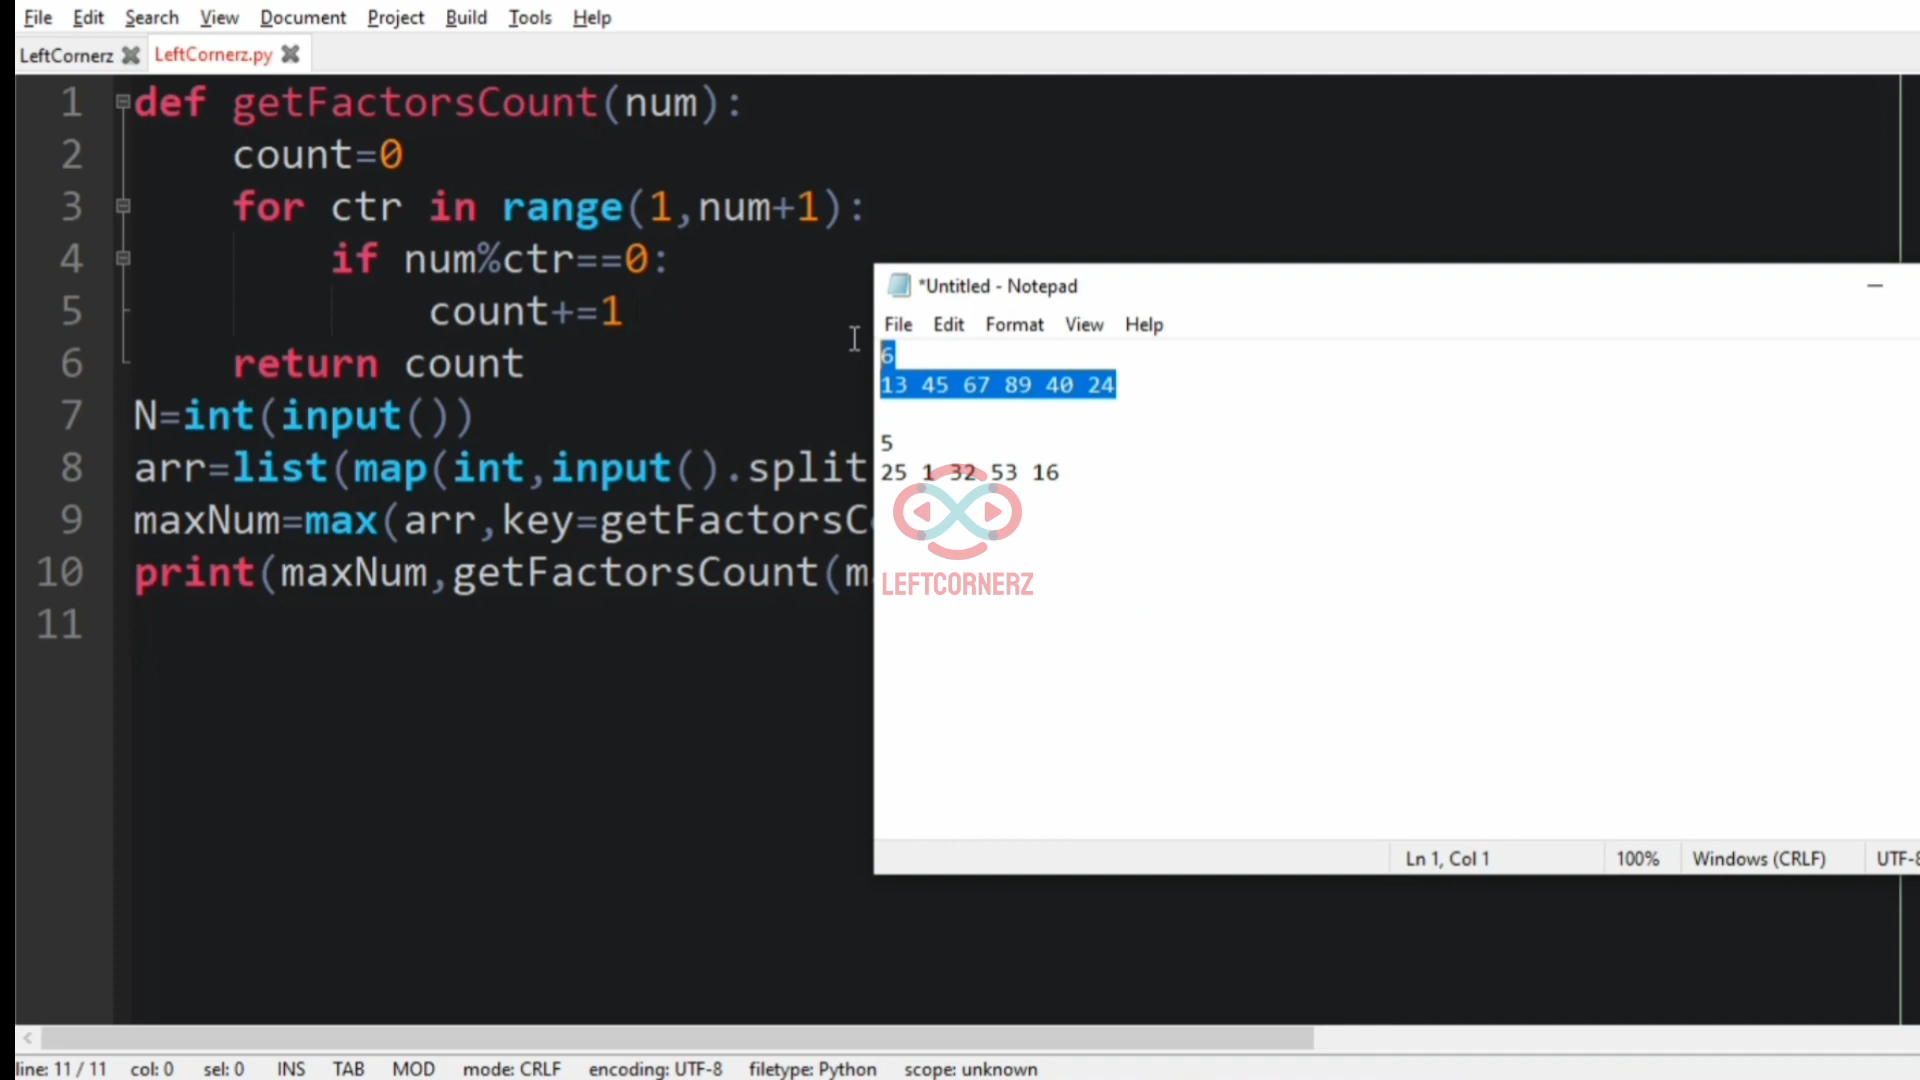 File Edit Search View Document Project Build Tools Help
LeftCornerz LeftCornerz.py
1 def getFactorsCount(num):
2 count=0
3 for ctr in range(1,num+1):
4 if num%ctr==0:
5 count+=1
6 return count
7 N=int(input())
8 arr=list(map(int,input().split
9 maxNum=max(arr,key=getFactorsC
10 print(maxNum,getFactorsCount(m
11
*Untitled - Notepad
File Edit Format View Help
6
13 45 67 89 40 24
5
25 1 32 53 16
LEFTCORNERZ
Ln 1, Col 1 100% Windows (CRLF) UTF-8
line: 11 / 11 col: 0 sel: 0 INS TAB MOD mode: CRLF encoding: UTF-8 filetype: Python scope: unknown